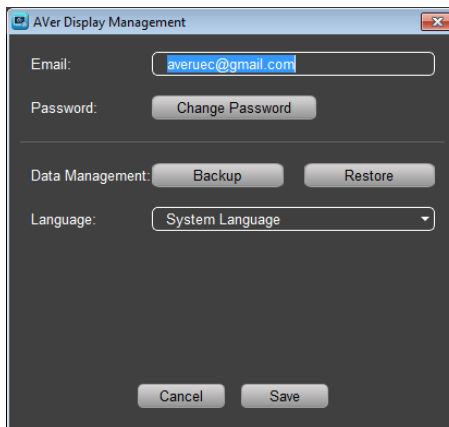 AVer Display Management
Email: averuec@gmail.com
Password: Change Password
Data Management: Backup Restore
Language: System Language
Cancel Save